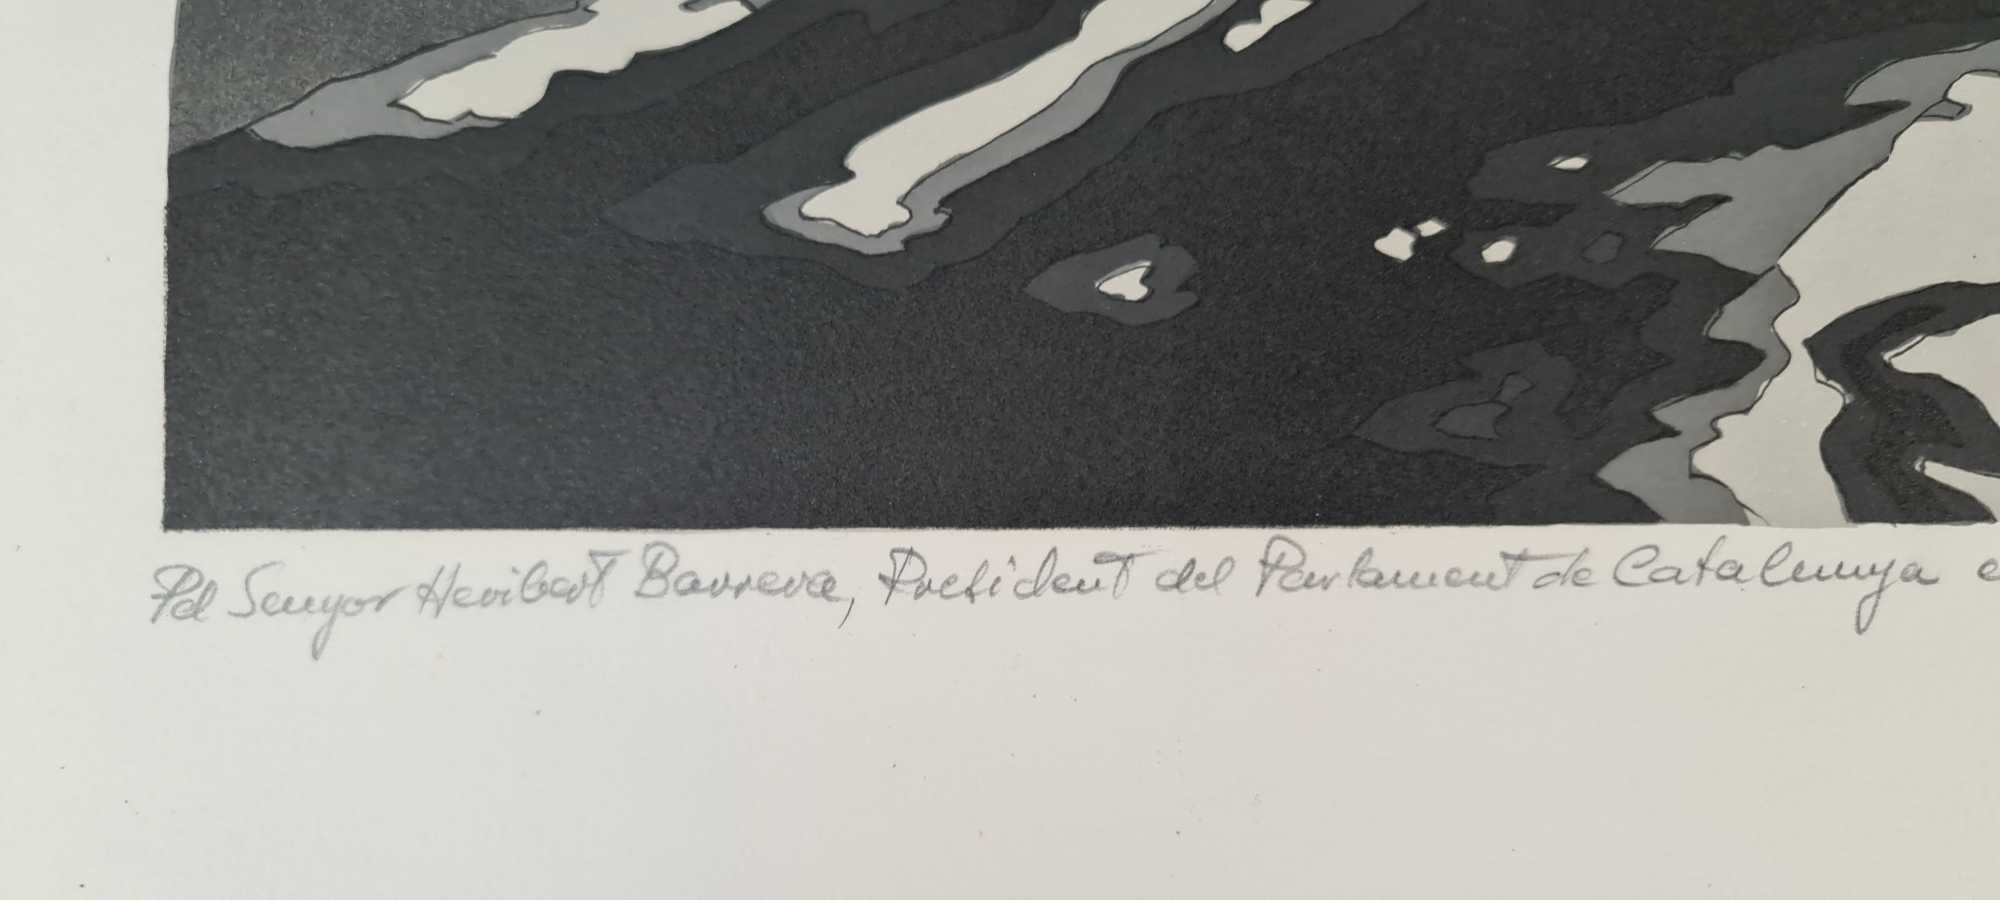 Pel Senyor Heribert Barrera, President del Parlament de Catalunya e